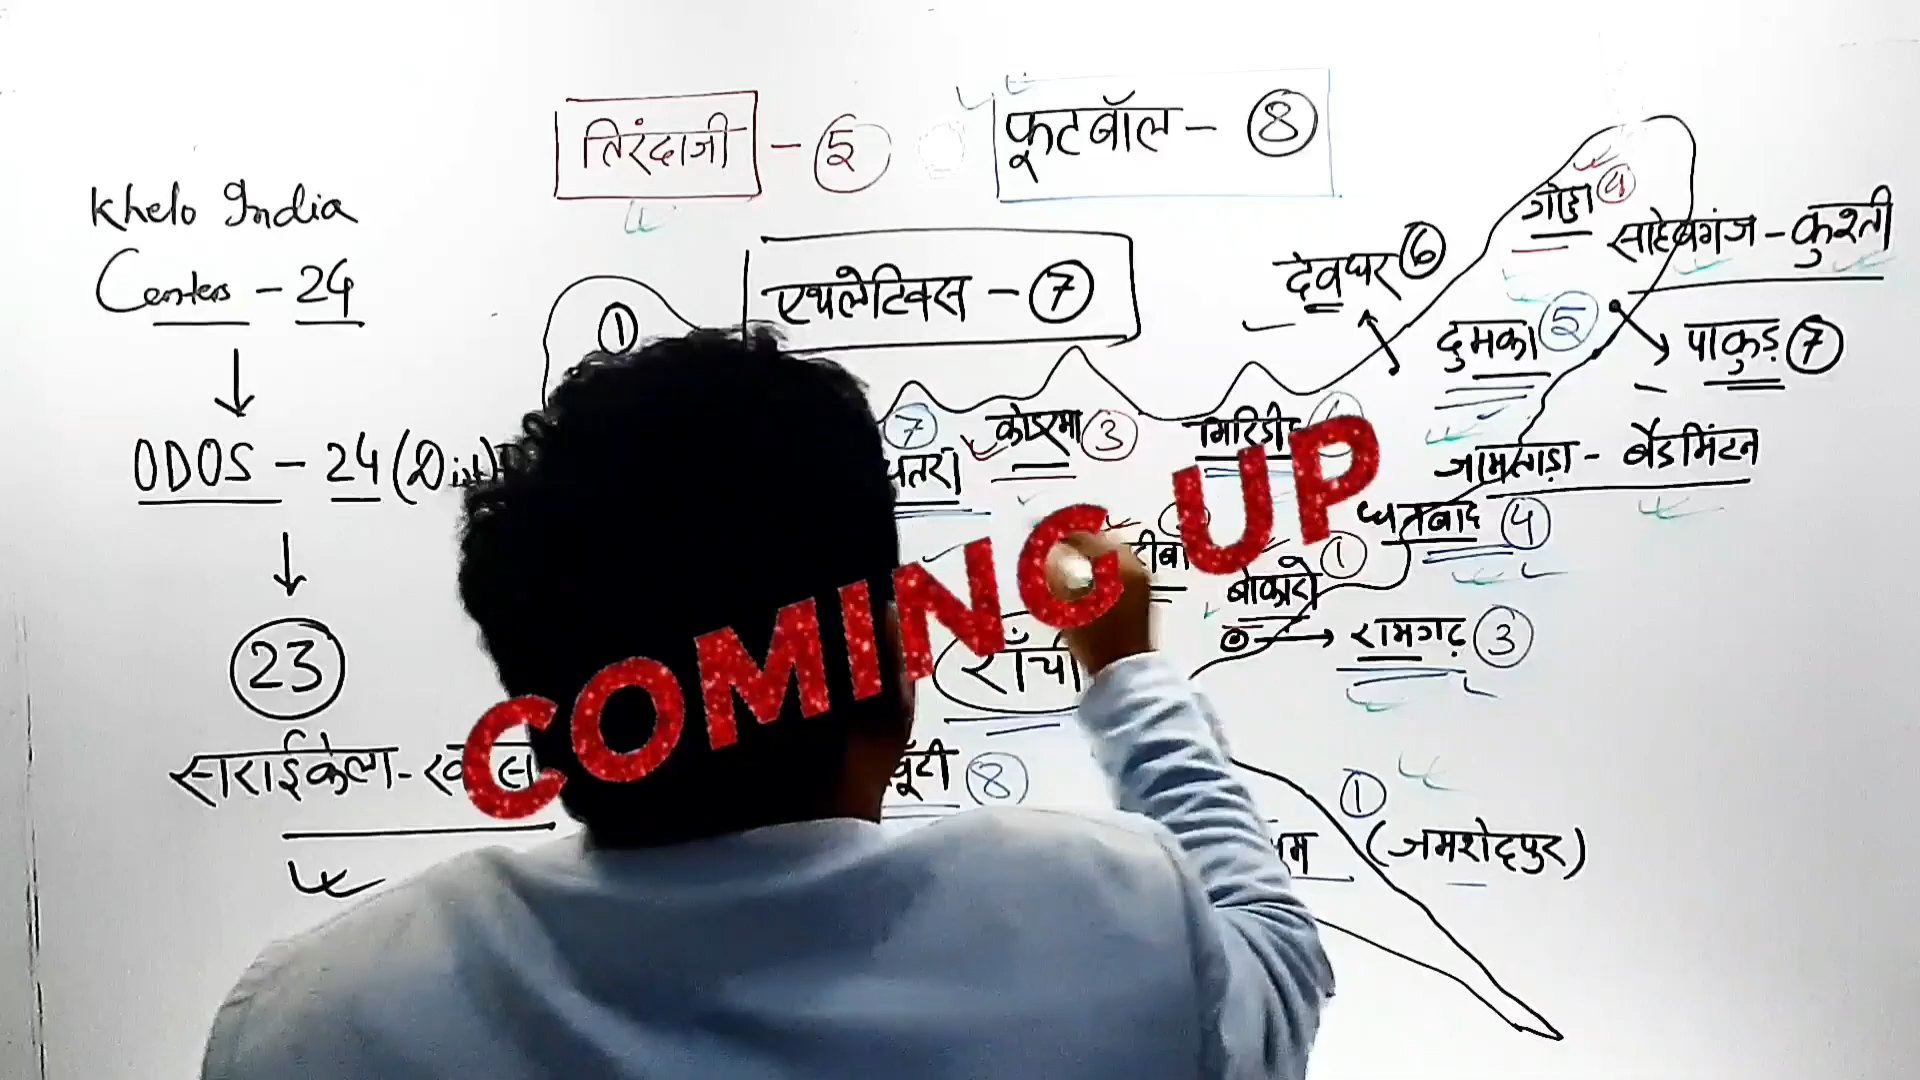 तिरंदाजी - 5
फूटबॉल - 8
Khelo India
Centers - 24
एथलेटिक्स - 7
1
ODOS - 24 (Dist
23
सराईकेला-
गोड्डा 4
साहेबगंज - कुश्ती
देवघर 6
दुमका 5
पाकुड़ 7
जामताड़ा - बैडमिंटन
7
कोडरमा 3
धनबाद 4
बोकारो 1
रामगढ़ 3
राँची
8
1
(जमशेदपुर)
COMING UP